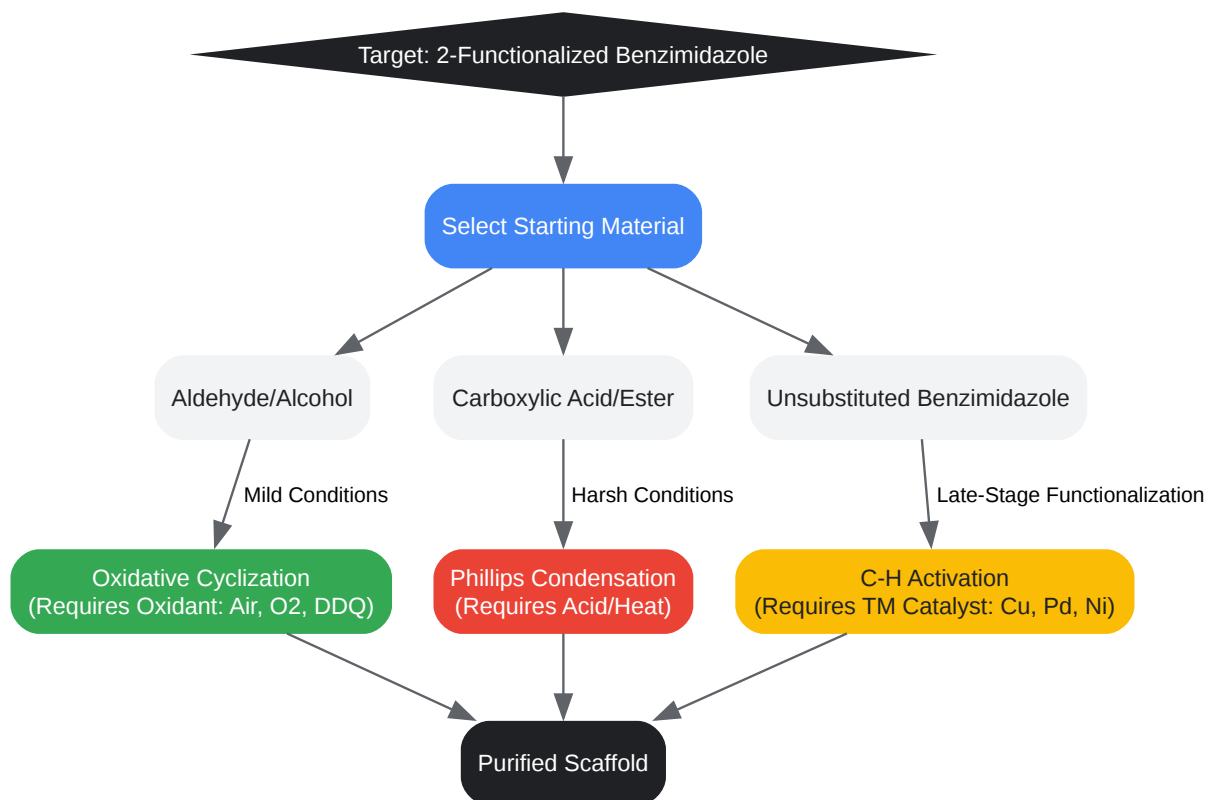 Target: 2-Functionalized Benzimidazole
Select Starting Material
Aldehyde/Alcohol
Carboxylic Acid/Ester
Unsubstituted Benzimidazole
Mild Conditions
Harsh Conditions
Late-Stage Functionalization
Oxidative Cyclization
(Requires Oxidant: Air, O2, DDQ)
Phillips Condensation
(Requires Acid/Heat)
C-H Activation
(Requires TM Catalyst: Cu, Pd, Ni)
Purified Scaffold